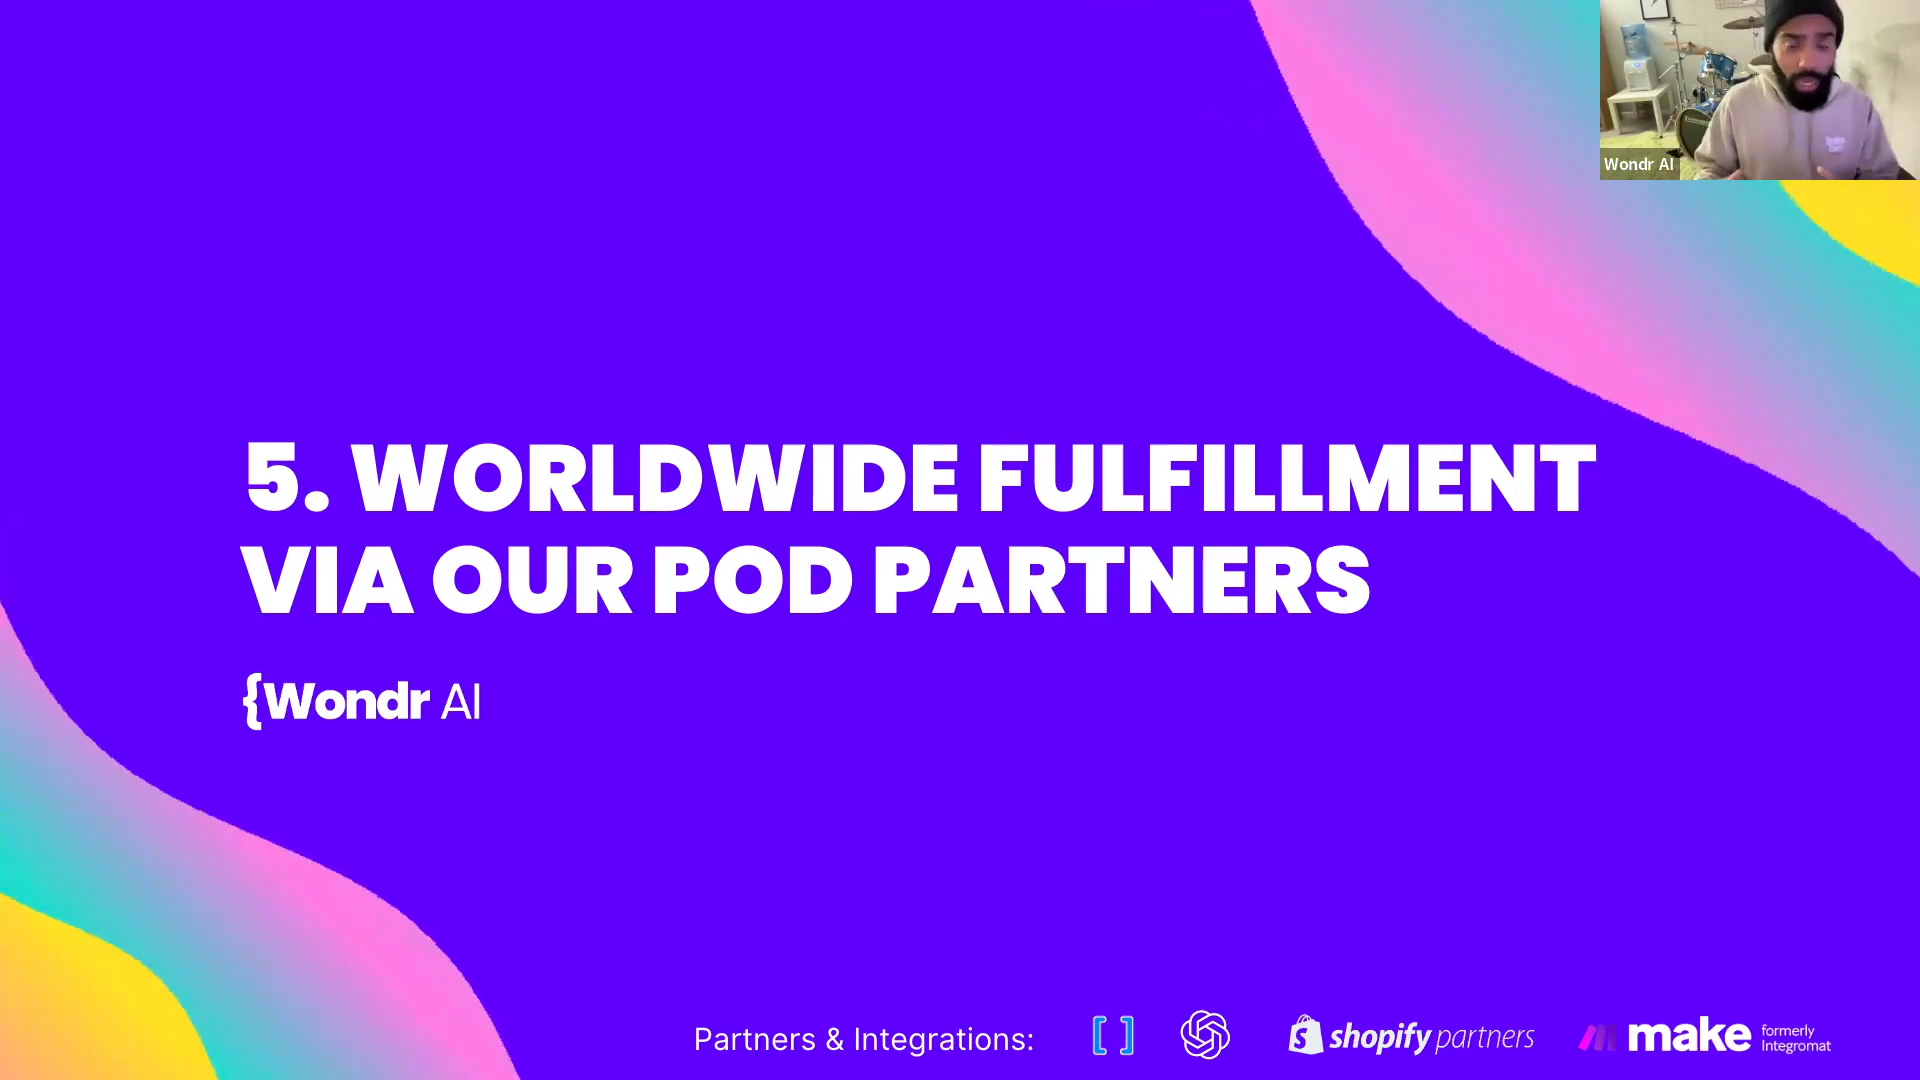 Wondr AI
5. WORLDWIDE FULFILLMENT
VIA OUR POD PARTNERS
{Wondr AI
Partners & Integrations:
[ ]
shopify partners
make
formerly
Integromat